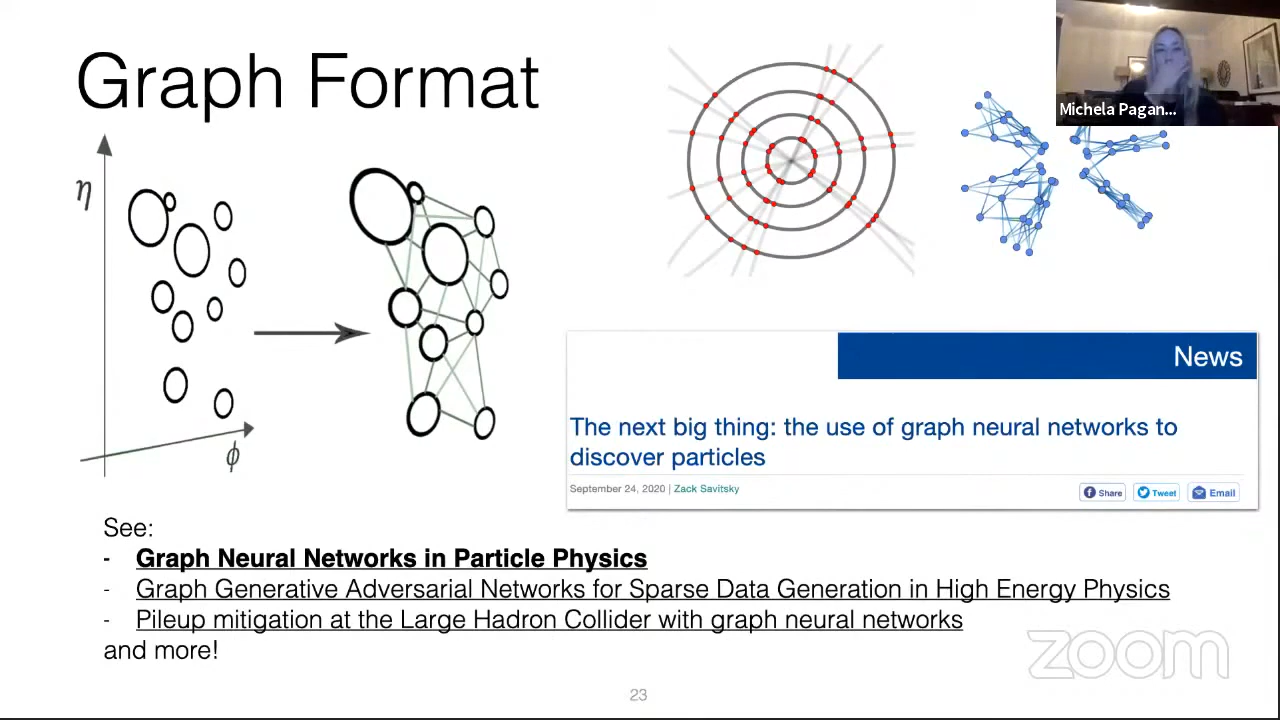 Graph Format
Michela Pagan...
η
ϕ
News
The next big thing: the use of graph neural networks to
discover particles
September 24, 2020 | Zack Savitsky
Share
Tweet
Email
See:
- Graph Neural Networks in Particle Physics
- Graph Generative Adversarial Networks for Sparse Data Generation in High Energy Physics
- Pileup mitigation at the Large Hadron Collider with graph neural networks
and more!
zoom
23